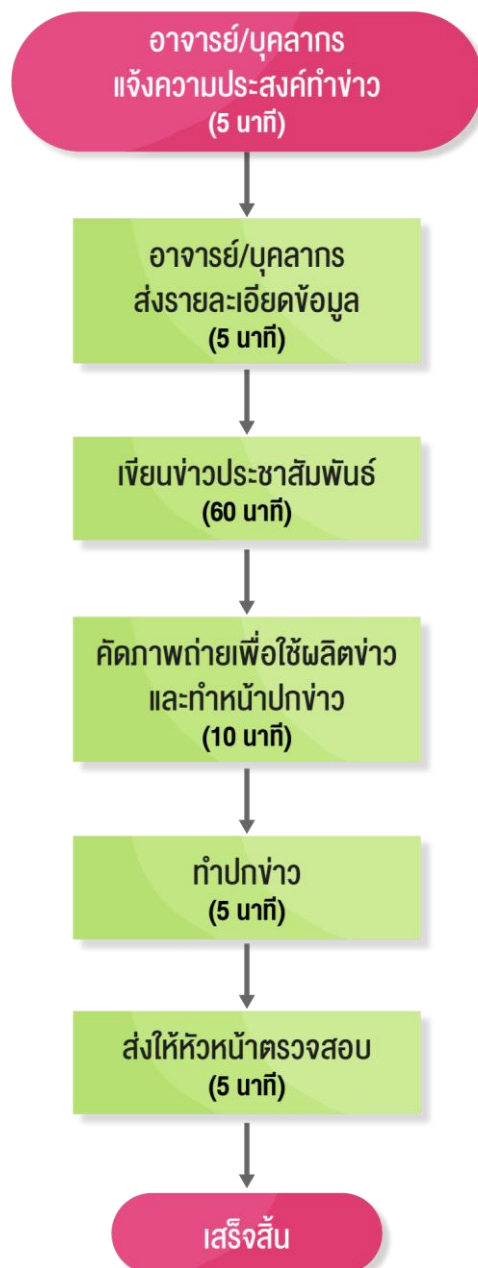 อาจารย์/บุคลากร
แจ้งความประสงค์ทำข่าว
(5 นาที)
อาจารย์/บุคลากร
ส่งรายละเอียดข้อมูล
(5 นาที)
เขียนข่าวประชาสัมพันธ์
(60 นาที)
คัดภาพถ่ายเพื่อใช้ผลิตข่าว
และทำหน้าปกข่าว
(10 นาที)
ทำปกข่าว
(5 นาที)
ส่งให้หัวหน้าตรวจสอบ
(5 นาที)
เสร็จสิ้น